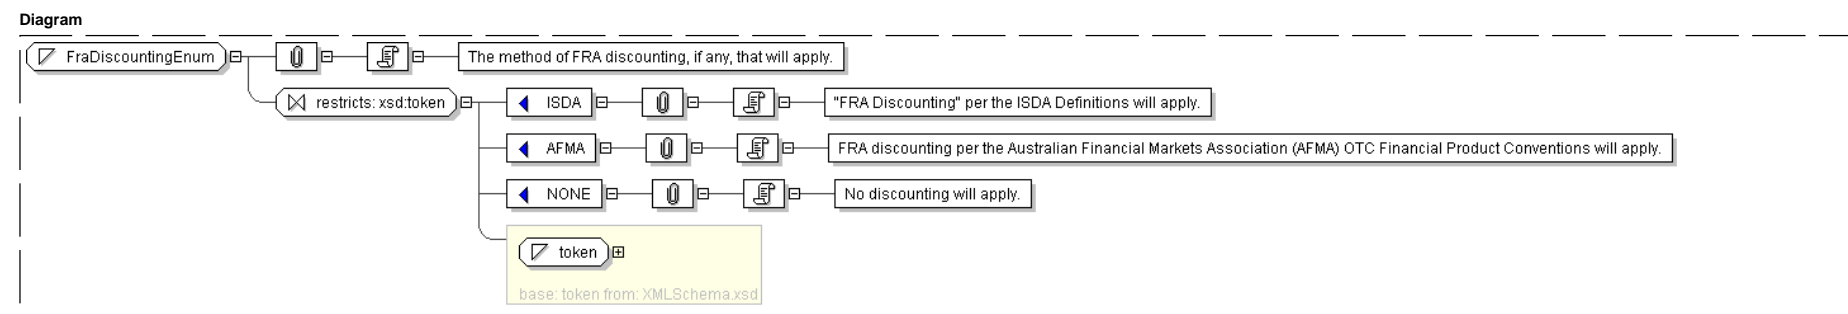 Diagram
FraDiscountingEnum The method of FRA discounting, if any, that will apply.
restricts: xsd:token ISDA "FRA Discounting" per the ISDA Definitions will apply.
AFMA FRA discounting per the Australian Financial Markets Association (AFMA) OTC Financial Product Conventions will apply.
NONE No discounting will apply.
token
base: token from: XMLSchema.xsd